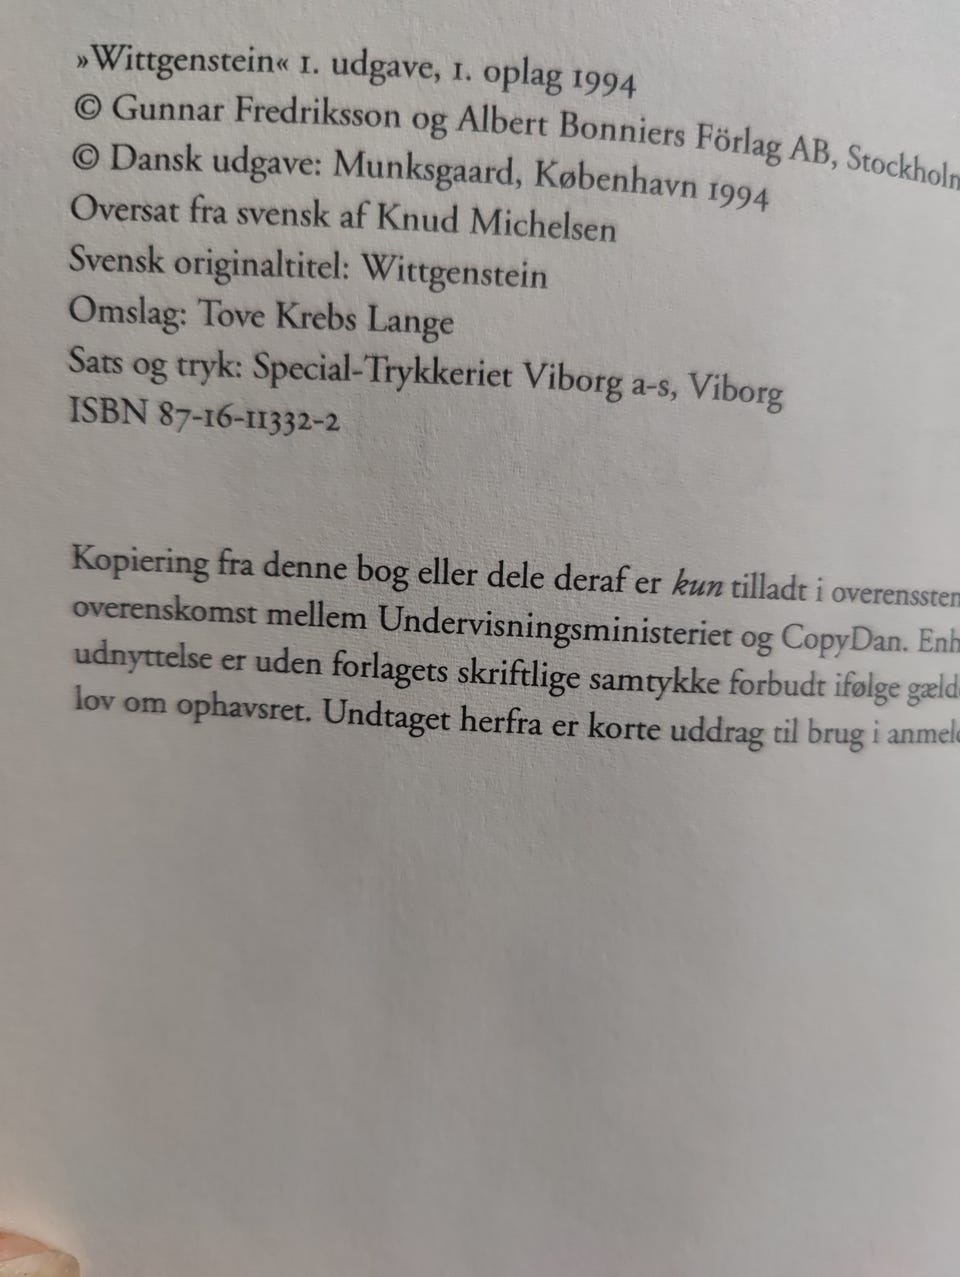 »Wittgenstein« 1. udgave, 1. oplag 1994
© Gunnar Fredriksson og Albert Bonniers Förlag AB,
© Dansk udgave: Munksgaard, København 1994
Oversat fra svensk af Knud Michelsen
Svensk originaltitel: Wittgenstein
Omslag: Tove Krebs Lange
Sats og tryk: Special-Trykkeriet Viborg a-s, Viborg
ISBN 87-16-11332-2
Kopiering fra denne bog eller dele deraf er kun tilladt i
overenskomst mellem Undervisningsministeriet og CopyDan.
udnyttelse er uden forlagets skriftlige samtykke forbudt ifølge
lov om ophavsret. Undtaget herfra er korte uddrag til brug i